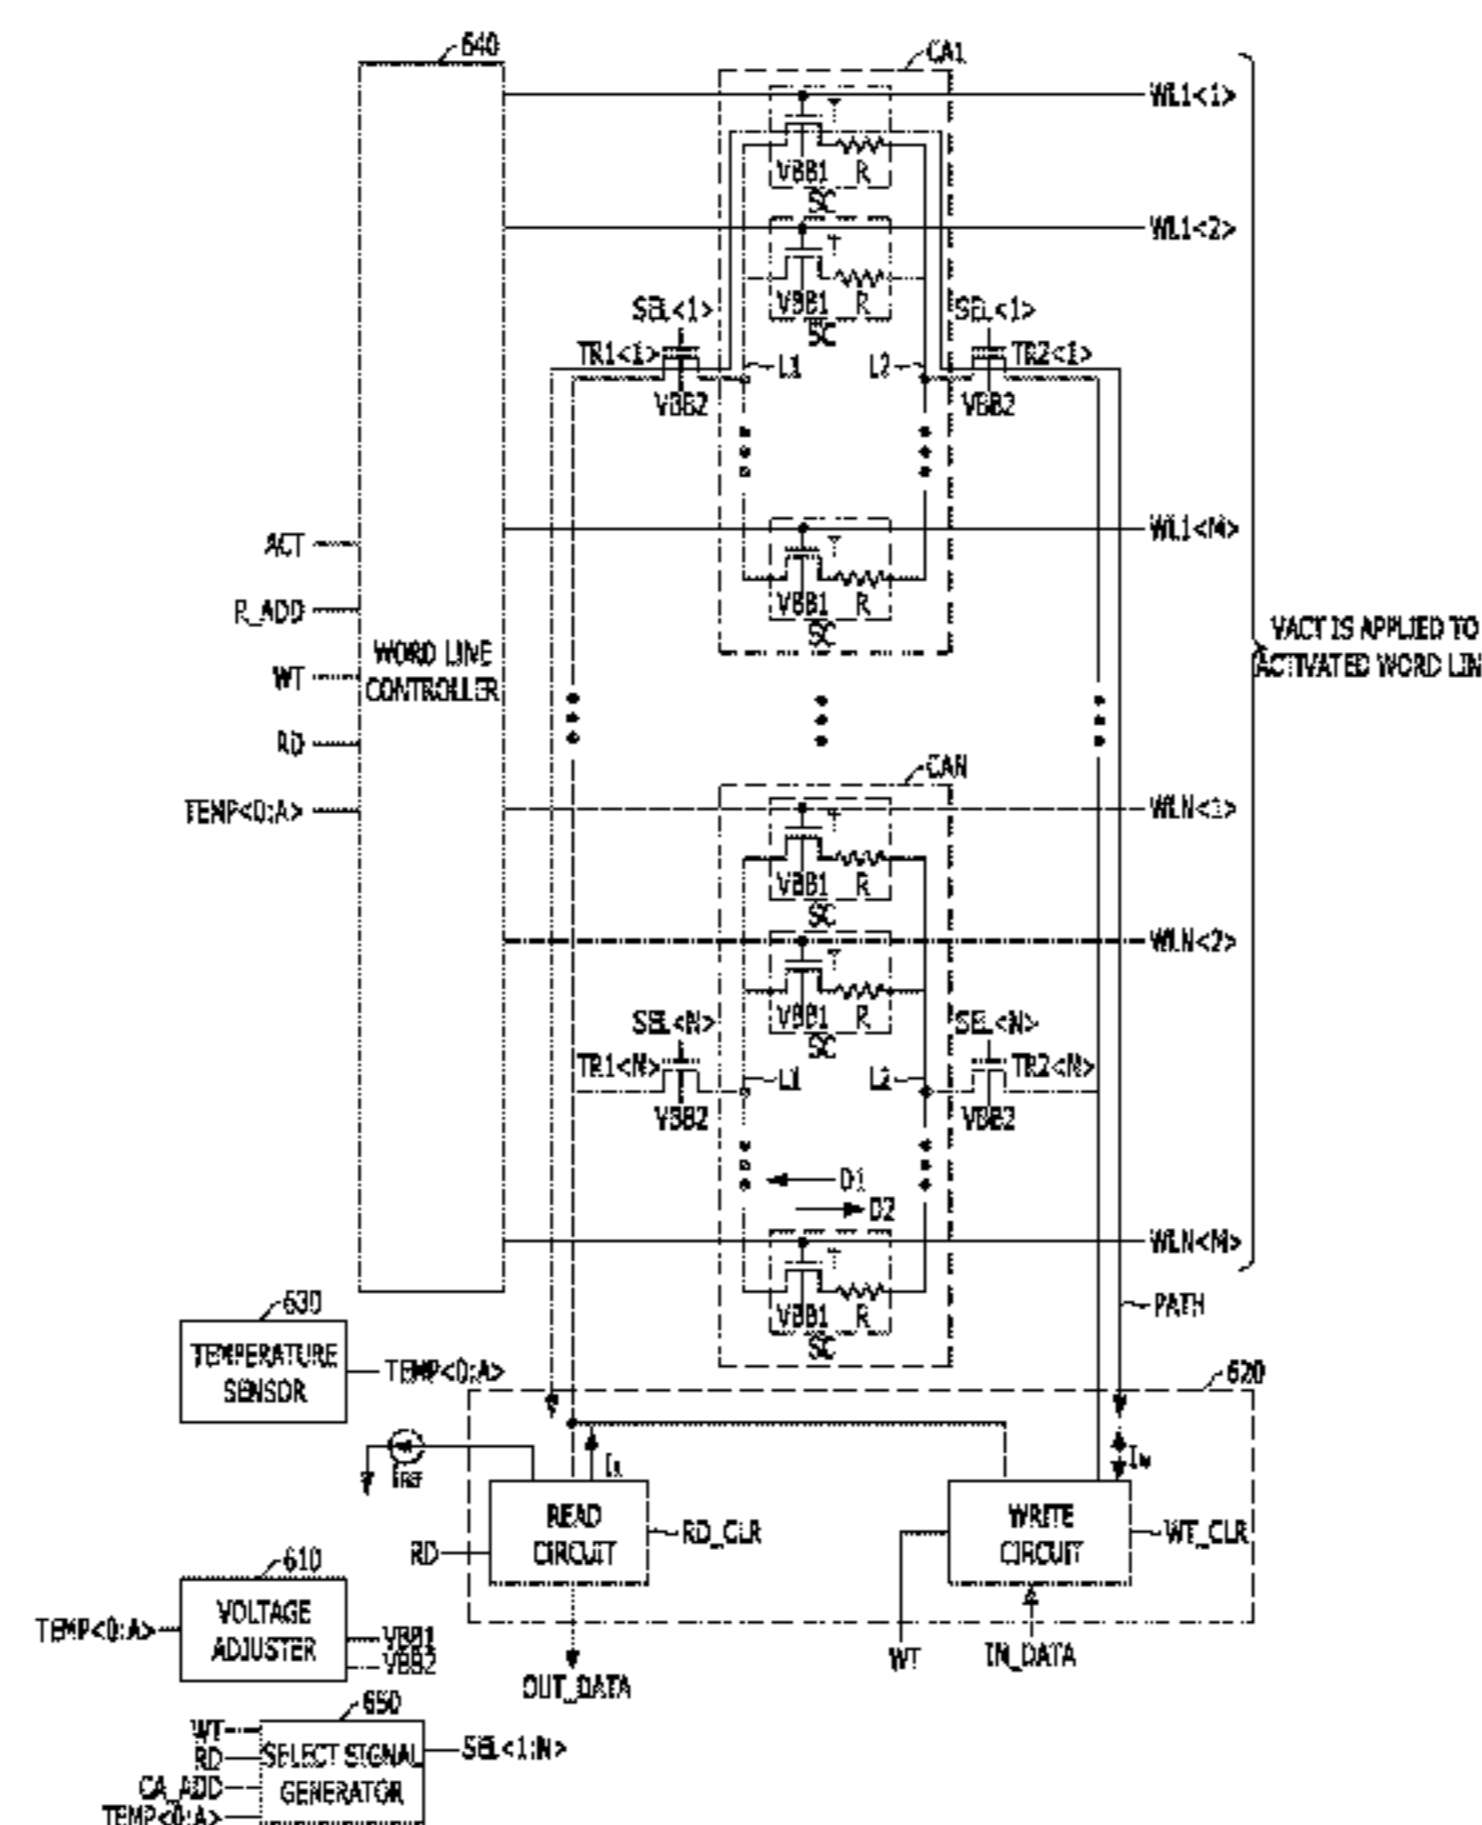 640
CA1
WL1<1>
T
VBB1 R
SC
WL1<2>
T
VBB1 R
SC
SEL<1>
SEL<1>
TR1<1>
L1
L2
TR2<1>
VBB2
VBB2
WL1<M>
T
VBB1 R
SC
ACT
R_ADD
WT
RD
TEMP<0:A>
WORD LINE
CONTROLLER
VACT IS APPLIED TO
ACTIVATED WORD LIN
CAN
WLN<1>
T
VBB1 R
SC
WLN<2>
T
VBB1 R
SC
SEL<N>
SEL<N>
TR1<N>
L1
L2
TR2<N>
VBB2
VBB2
D1
D2
WLN<M>
T
VBB1 R
SC
PATH
630
TEMPERATURE
SENSOR
TEMP<0:A>
620
IREF
Iw
READ
CIRCUIT
RD
RD_CLR
OUT_DATA
WRITE
CIRCUIT
WT_CLR
WT
IN_DATA
610
TEMP<0:A>
VOLTAGE
ADJUSTER
VBB1
VBB2
650
WT
RD
CA_ADD
TEMP<0:A>
SELECT SIGNAL
GENERATOR
SEL<1:N>